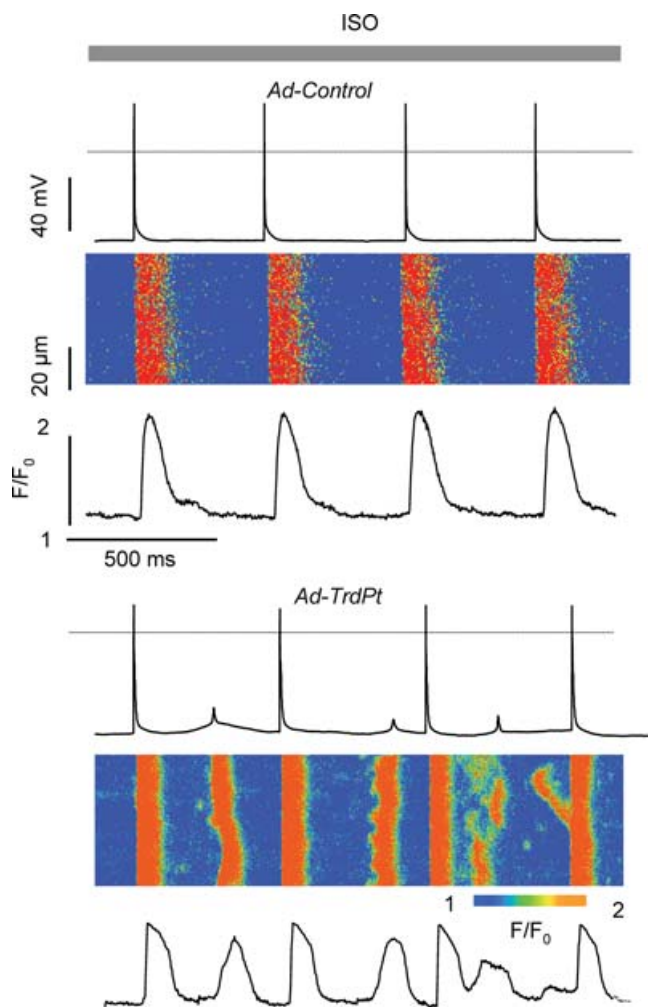 ISO
Ad-Control
40 mV
20 µm
2
F/F0
1
500 ms
Ad-TrdPt
1 2
F/F0